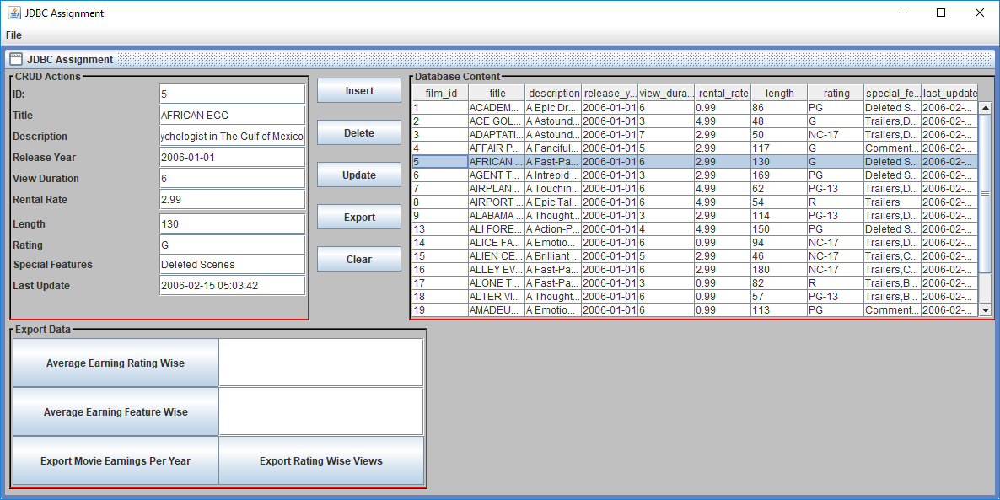 JDBC Assignment
File
JDBC Assignment
CRUD Actions
ID: 5
Title AFRICAN EGG
Description ychologist in The Gulf of Mexico
Release Year 2006-01-01
View Duration 6
Rental Rate 2.99
Length 130
Rating G
Special Features Deleted Scenes
Last Update 2006-02-15 05:03:42
Insert
Delete
Update
Export
Clear
Database Content
film_id title description release_y... view_dura... rental_rate length rating special_fe... last_update
1 ACADEM... A Epic Dr... 2006-01-01 6 0.99 86 PG Deleted S... 2006-02-...
2 ACE GOL... A Astound... 2006-01-01 3 4.99 48 G Trailers,D... 2006-02-...
3 ADAPTATI... A Astound... 2006-01-01 7 2.99 50 NC-17 Trailers,D... 2006-02-...
4 AFFAIR P... A Fanciful... 2006-01-01 5 2.99 117 G Comment... 2006-02-...
5 AFRICAN ... A Fast-Pa... 2006-01-01 6 2.99 130 G Deleted S... 2006-02-...
6 AGENT T... A Intrepid ... 2006-01-01 3 2.99 169 PG Deleted S... 2006-02-...
7 AIRPLAN... A Touchin... 2006-01-01 6 4.99 62 PG-13 Trailers,D... 2006-02-...
8 AIRPORT ... A Epic Tal... 2006-01-01 6 4.99 54 R Trailers 2006-02-...
9 ALABAMA ... A Thought... 2006-01-01 3 2.99 114 PG-13 Trailers,D... 2006-02-...
13 ALI FORE... A Action-P... 2006-01-01 4 4.99 150 PG Deleted S... 2006-02-...
14 ALICE FA... A Emotio... 2006-01-01 6 0.99 94 NC-17 Trailers,D... 2006-02-...
15 ALIEN CE... A Brilliant ... 2006-01-01 5 2.99 46 NC-17 Trailers,C... 2006-02-...
16 ALLEY EV... A Fast-Pa... 2006-01-01 6 2.99 180 NC-17 Trailers,C... 2006-02-...
17 ALONE T... A Fast-Pa... 2006-01-01 3 0.99 82 R Trailers,B... 2006-02-...
18 ALTER VI... A Thought... 2006-01-01 6 0.99 57 PG-13 Trailers,B... 2006-02-...
19 AMADEU... A Emotio... 2006-01-01 6 0.99 113 PG Comment... 2006-02-...
Export Data
Average Earning Rating Wise
Average Earning Feature Wise
Export Movie Earnings Per Year Export Rating Wise Views